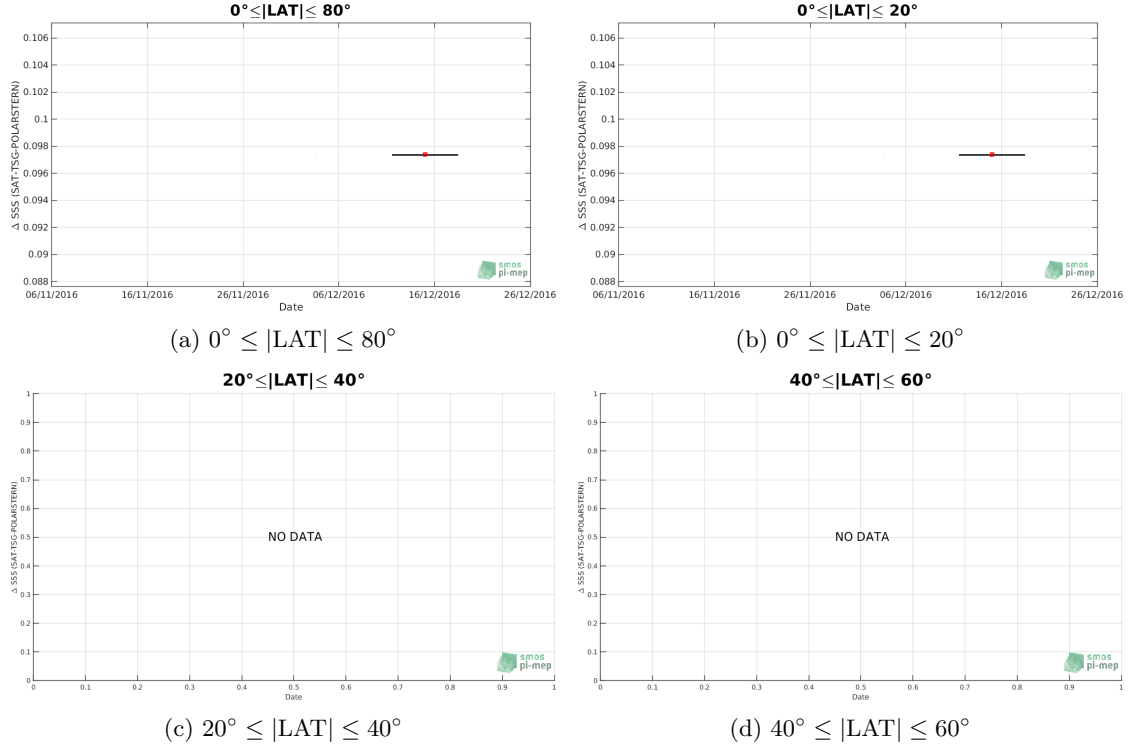 0°≤|LAT|≤ 80°
Δ SSS (SAT-TSG-POLARSTERN)
0.106
0.104
0.102
0.1
0.098
0.096
0.094
0.092
0.09
0.088
06/11/2016 16/11/2016 26/11/2016 06/12/2016 16/12/2016 26/12/2016
Date
smos
pi-mep
(a) 0° ≤ |LAT| ≤ 80°
0°≤|LAT|≤ 20°
Δ SSS (SAT-TSG-POLARSTERN)
0.106
0.104
0.102
0.1
0.098
0.096
0.094
0.092
0.09
0.088
06/11/2016 16/11/2016 26/11/2016 06/12/2016 16/12/2016 26/12/2016
Date
smos
pi-mep
(b) 0° ≤ |LAT| ≤ 20°
20°≤|LAT|≤ 40°
Δ SSS (SAT-TSG-POLARSTERN)
1
0.9
0.8
0.7
0.6
0.5
0.4
0.3
0.2
0.1
0
NO DATA
0 0.1 0.2 0.3 0.4 0.5 0.6 0.7 0.8 0.9 1
Date
smos
pi-mep
(c) 20° ≤ |LAT| ≤ 40°
40°≤|LAT|≤ 60°
Δ SSS (SAT-TSG-POLARSTERN)
1
0.9
0.8
0.7
0.6
0.5
0.4
0.3
0.2
0.1
0
NO DATA
0 0.1 0.2 0.3 0.4 0.5 0.6 0.7 0.8 0.9 1
Date
smos
pi-mep
(d) 40° ≤ |LAT| ≤ 60°